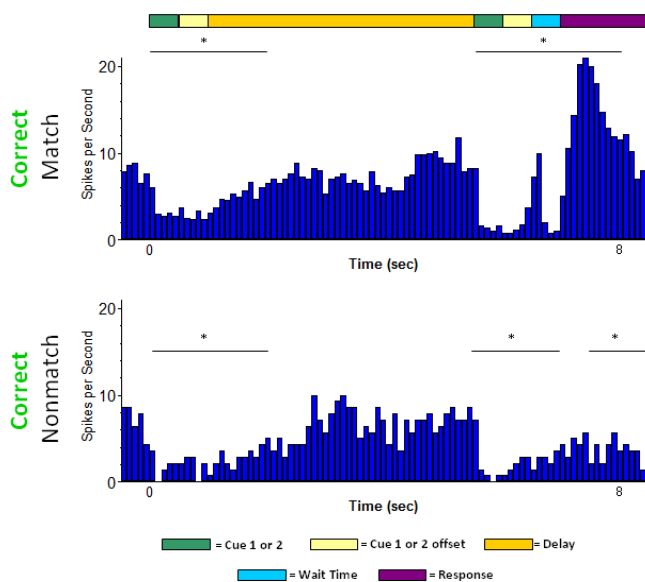 *
*
20
10
0
Correct
Match
Spikes per Second
0
8
Time (sec)
20
10
0
Correct
Nonmatch
Spikes per Second
*
*
*
0
8
Time (sec)
= Cue 1 or 2
= Cue 1 or 2 offset
= Delay
= Wait Time
= Response